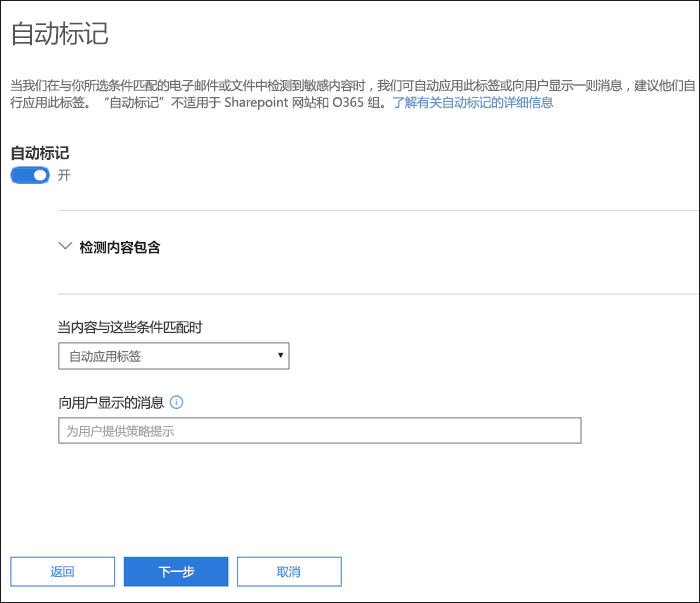 自动标记
当我们在与你所选条件匹配的电子邮件或文件中检测到敏感内容时，我们可自动应用此标签或向用户显示一则消息，建议他们自
行应用此标签。“自动标记”不适用于 Sharepoint 网站和 O365 组。了解有关自动标记的详细信息
自动标记
开
检测内容包含
当内容与这些条件匹配时
自动应用标签
向用户显示的消息
为用户提供策略提示
返回 下一步 取消